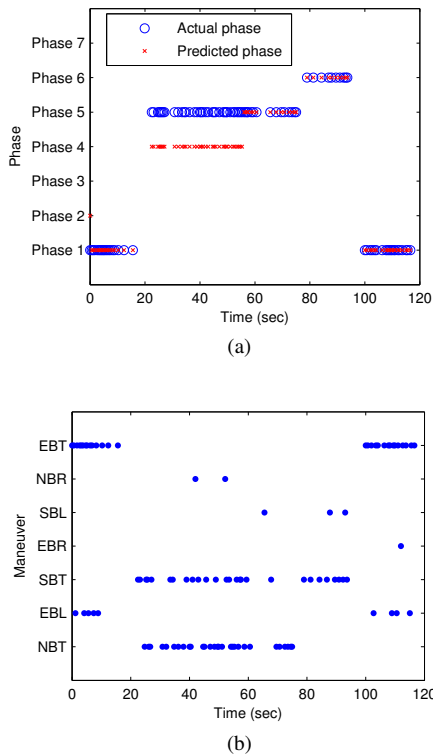 Actual phase
Predicted phase
Phase 7
Phase 6
Phase 5
Phase 4
Phase 3
Phase 2
Phase 1
Phase
0 20 40 60 80 100 120
Time (sec)
(a)
EBT
NBR
SBL
EBR
SBT
EBL
NBT
Maneuver
0 20 40 60 80 100 120
Time (sec)
(b)